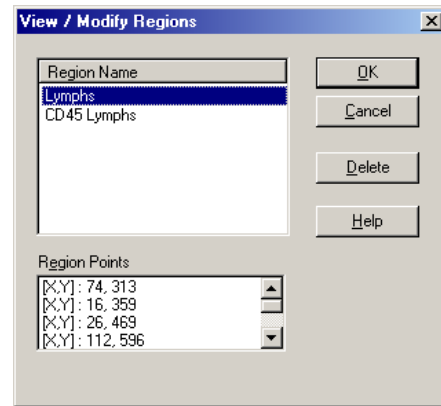 View / Modify Regions
Region Name
Lymphs
CD45 Lymphs
OK
Cancel
Delete
Help
Region Points
[X,Y] : 74, 313
[X,Y] : 16, 359
[X,Y] : 26, 469
[X,Y] : 112, 596